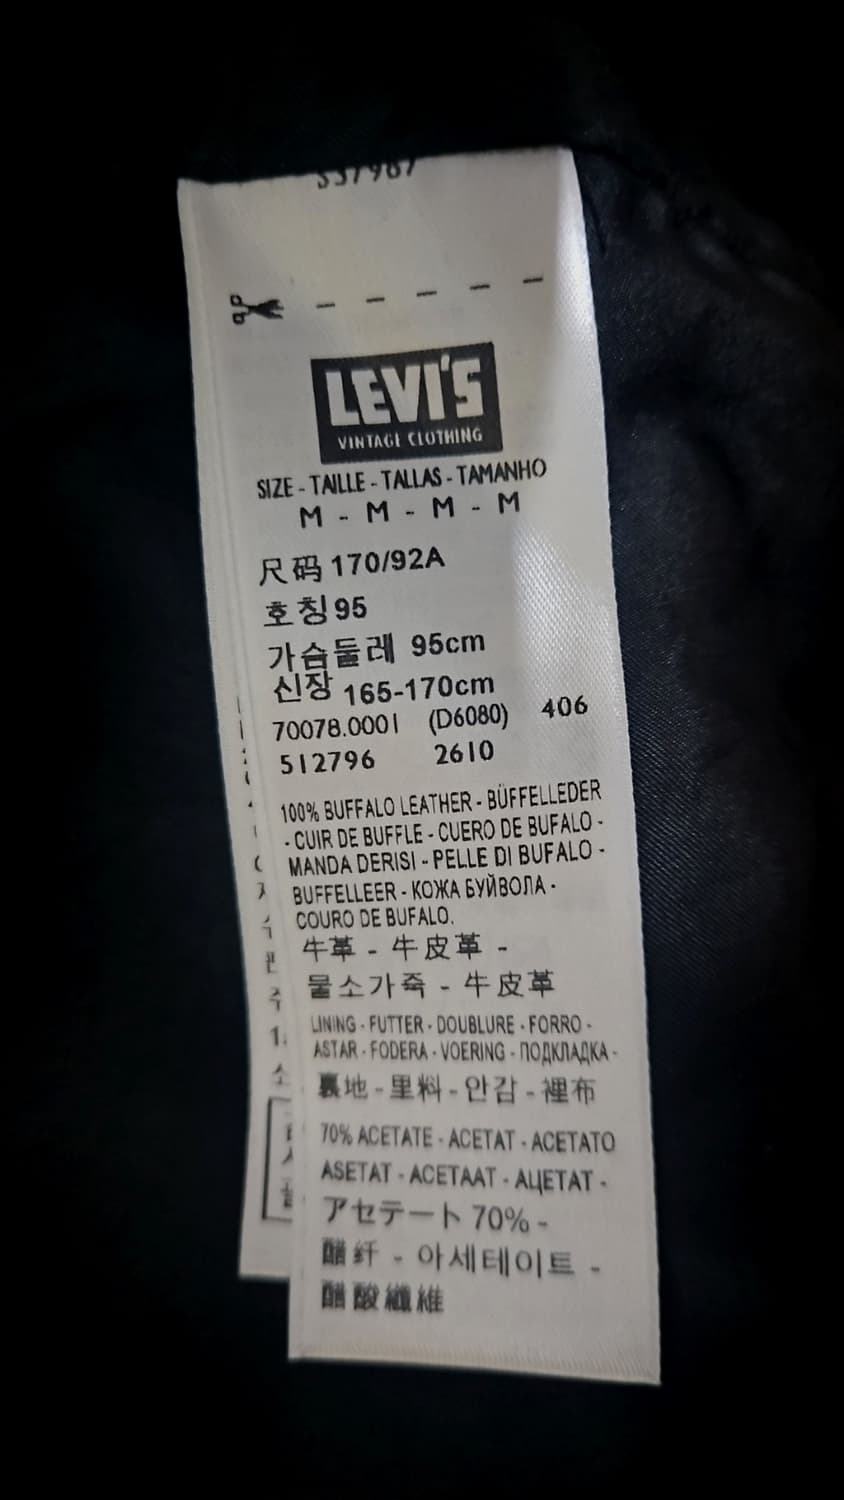 LEVI'S
VINTAGE CLOTHING
SIZE - TAILLE - TALLAS - TAMANHO
M - M - M - M
尺码 170/92A
호칭 95
가슴둘레 95cm
신장 165-170cm
70078.0001 (D6080) 406
512796 2610
100% BUFFALO LEATHER - BÜFFELLEDER
- CUIR DE BUFFLE - CUERO DE BUFALO -
MANDA DERISI - PELLE DI BUFALO -
BUFFELLEER - КОЖА БУЙВОЛА -
COURO DE BUFALO.
牛革 - 牛皮革 -
물소가죽 - 牛皮革
LINING - FUTTER - DOUBLURE - FORRO -
ASTAR - FODERA - VOERING - ПОДКЛАДКА -
裏地 - 里料 - 안감 - 裡布
70% ACETATE - ACETAT - ACETATO
ASETAT - ACETAAT - АЦЕТАТ -
アセテート 70% -
醋纤 - 아세테이트 -
醋酸纖維